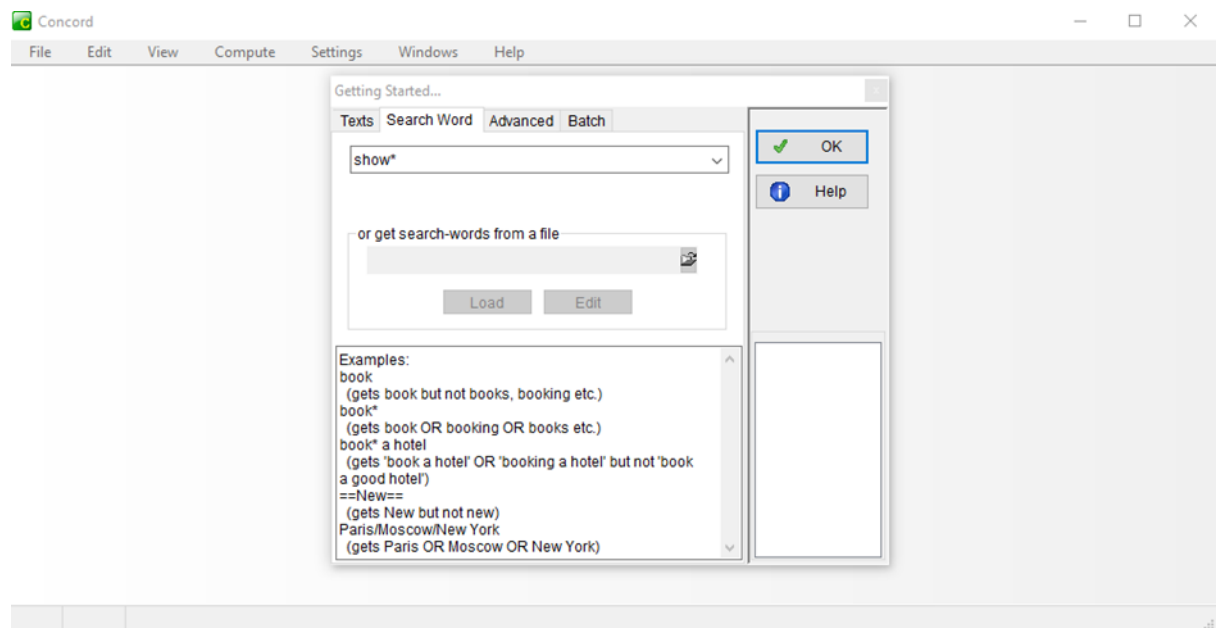 Concord
File Edit View Compute Settings Windows Help
Getting Started...
Texts Search Word Advanced Batch
show*
OK
Help
or get search-words from a file
Load Edit
Examples:
book
(gets book but not books, booking etc.)
book*
(gets book OR booking OR books etc.)
book* a hotel
(gets 'book a hotel' OR 'booking a hotel' but not 'book
a good hotel')
==New==
(gets New but not new)
Paris/Moscow/New York
(gets Paris OR Moscow OR New York)